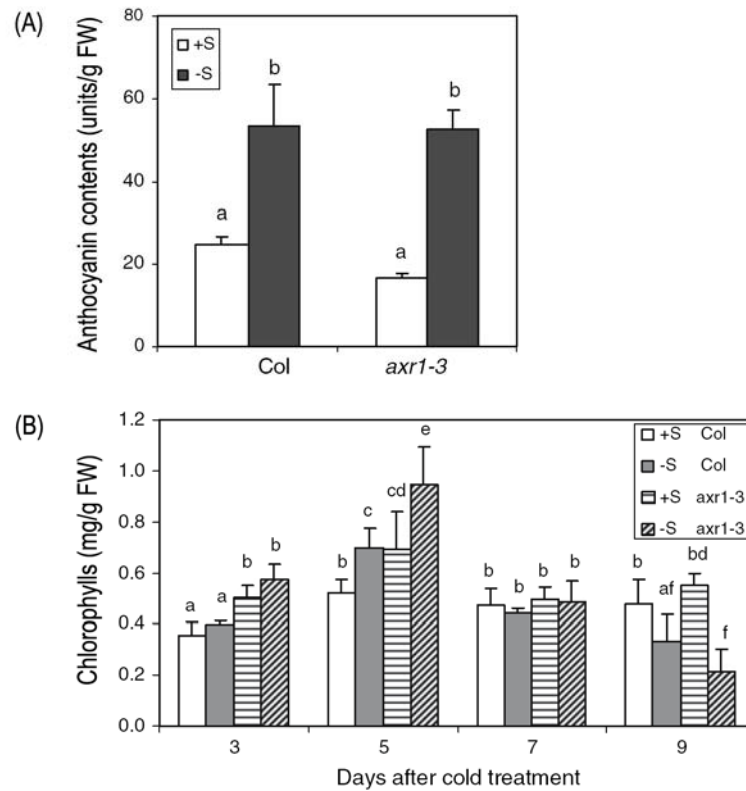 (A)
Anthocyanin contents (units/g FW)
80
60
40
20
0
+S
-S
a
b
a
b
Col
axr1-3
(B)
Chlorophylls (mg/g FW)
1.2
1.0
0.8
0.6
0.4
0.2
0.0
+S Col
-S Col
+S axr1-3
-S axr1-3
a
a
b
b
b
c
cd
e
b
b
b
b
b
af
bd
f
3
5
7
9
Days after cold treatment